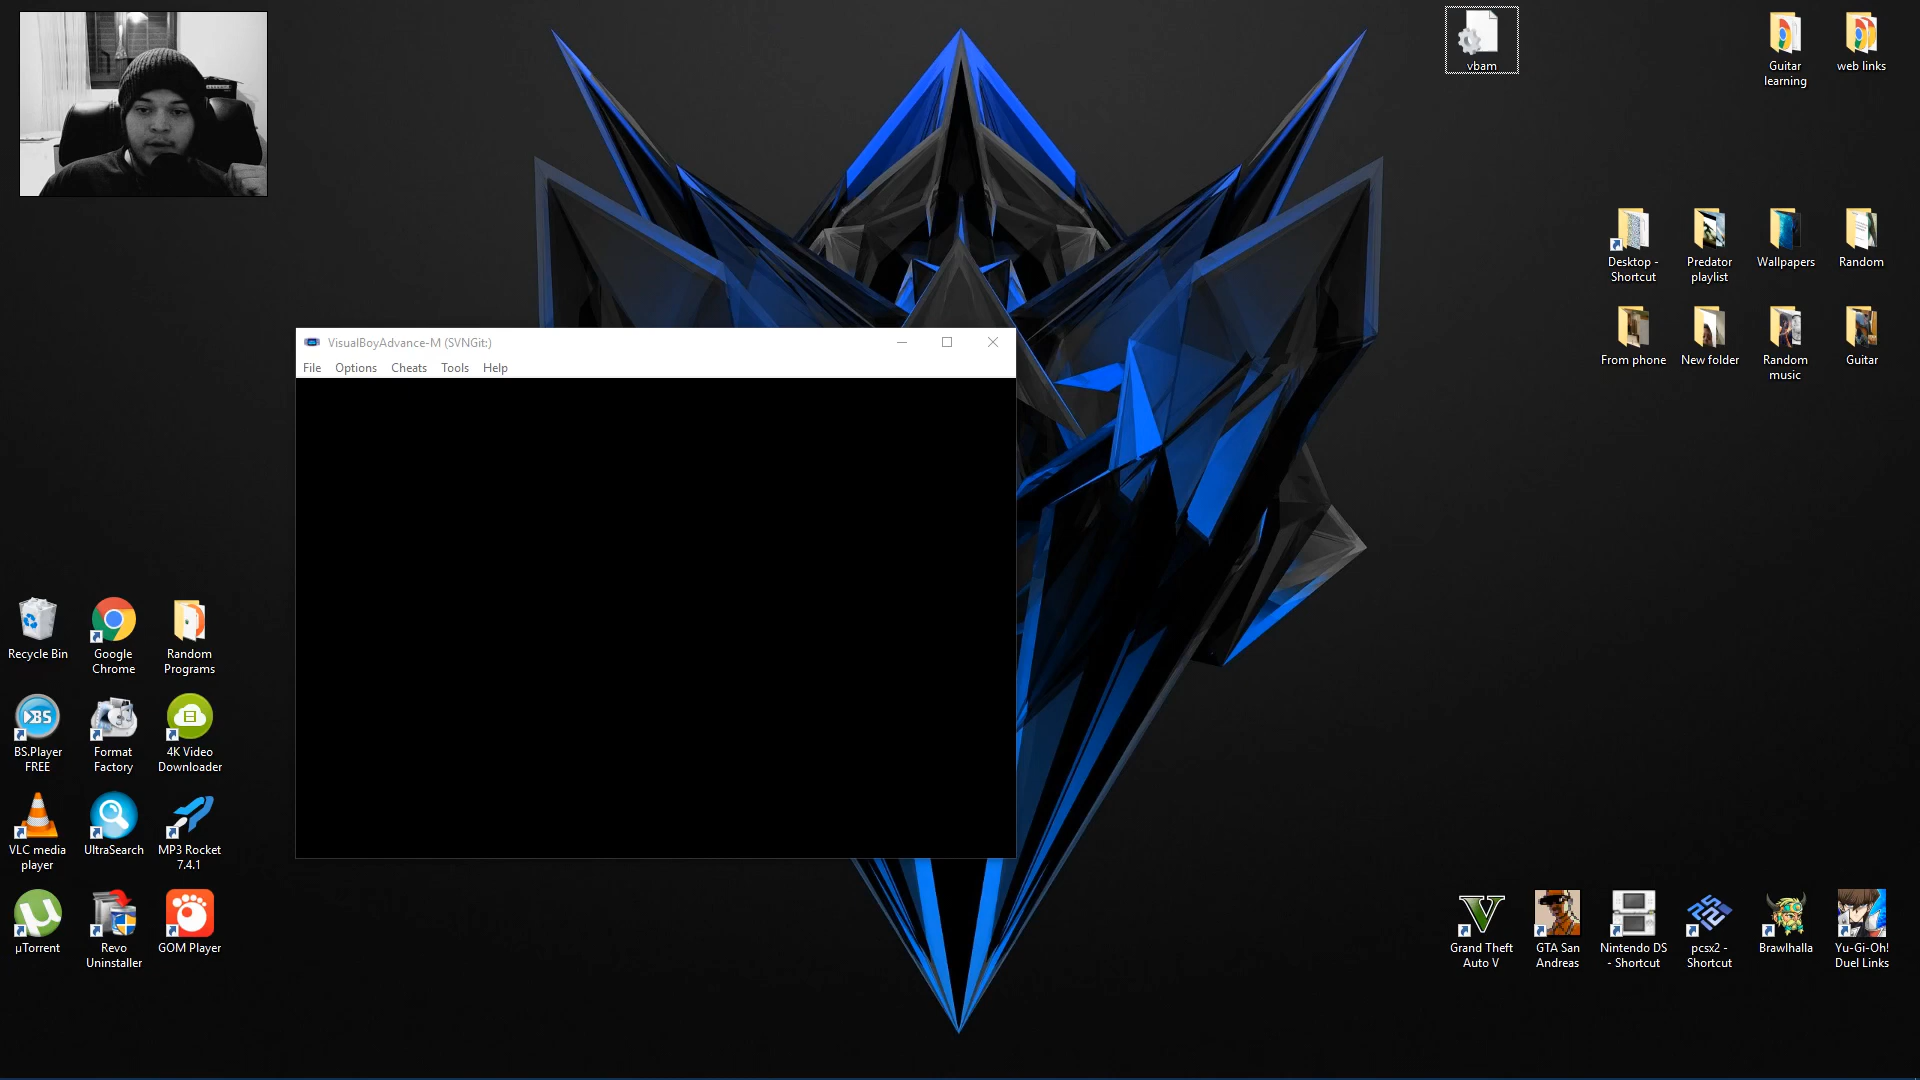 vbam
Guitar
learning
web links
Desktop -
Shortcut
Predator
playlist
Wallpapers
Random
From phone
New folder
Random
music
Guitar
VisualBoyAdvance-M (SVNGit:)
File Options Cheats Tools Help
Recycle Bin
Google
Chrome
Random
Programs
BS
BS.Player
FREE
Format
Factory
4K Video
Downloader
VLC media
player
UltraSearch
MP3 Rocket
7.4.1
µTorrent
Revo
Uninstaller
GOM Player
Grand Theft
Auto V
GTA San
Andreas
Nintendo DS
- Shortcut
pcsx2 -
Shortcut
Brawlhalla
Yu-Gi-Oh!
Duel Links